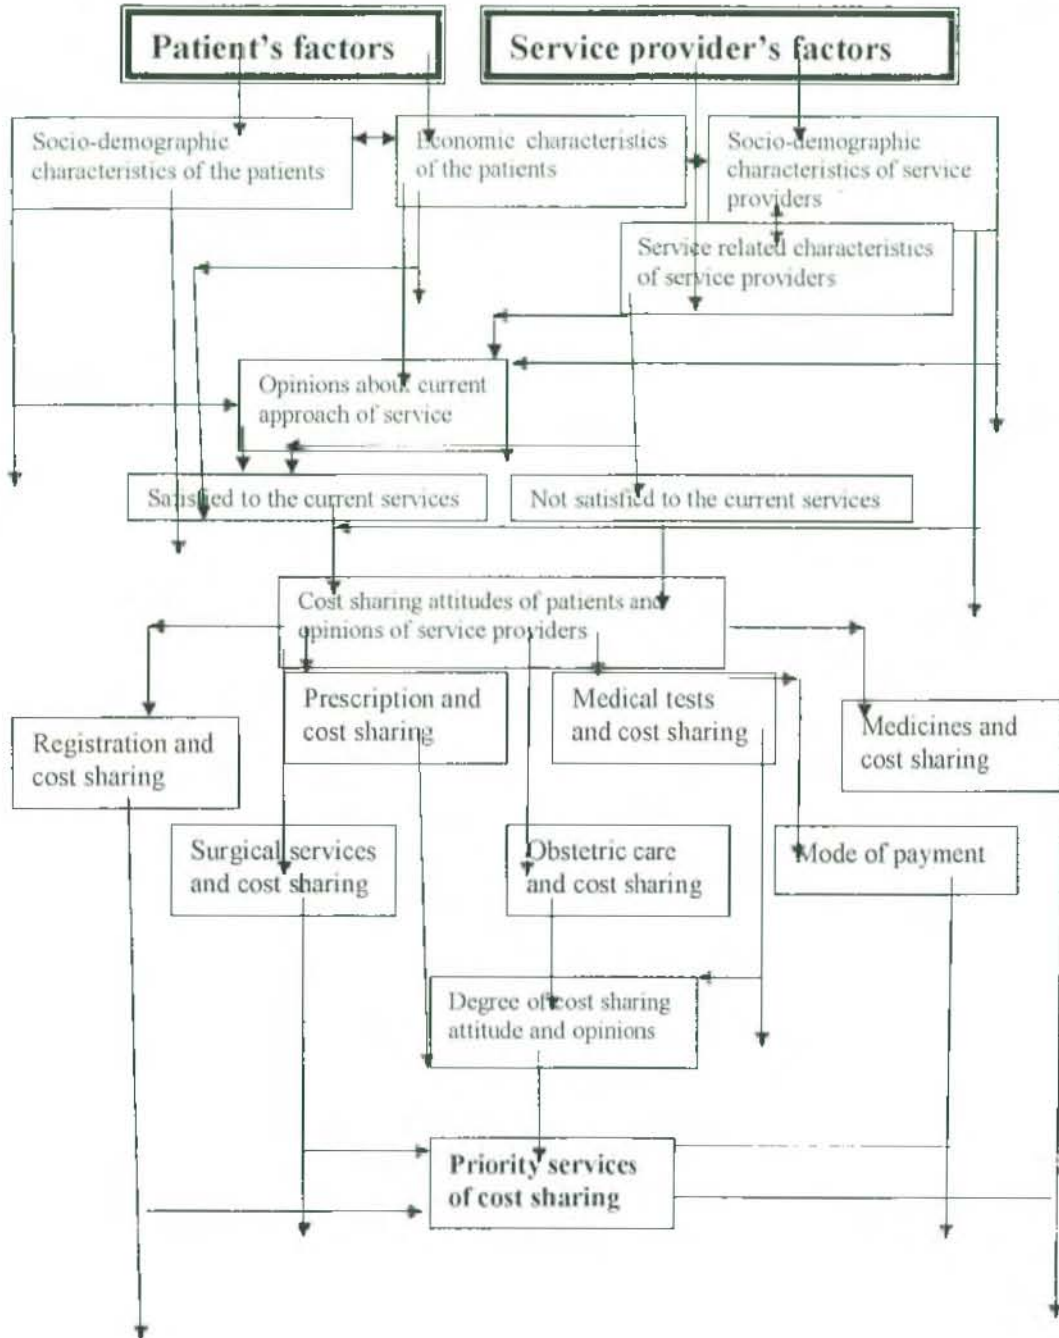 Patient's factors
Service provider's factors
Socio-demographic
characteristics of the patients
Economic characteristics
of the patients
Socio-demographic
characteristics of service
providers
Service related characteristics
of service providers
Opinions about current
approach of service
Satisfied to the current services
Not satisfied to the current services
Cost sharing attitudes of patients and
opinions of service providers
Prescription and
cost sharing
Medical tests
and cost sharing
Registration and
cost sharing
Medicines and
cost sharing
Surgical services
and cost sharing
Obstetric care
and cost sharing
Mode of payment
Degree of cost sharing
attitude and opinions
Priority services
of cost sharing